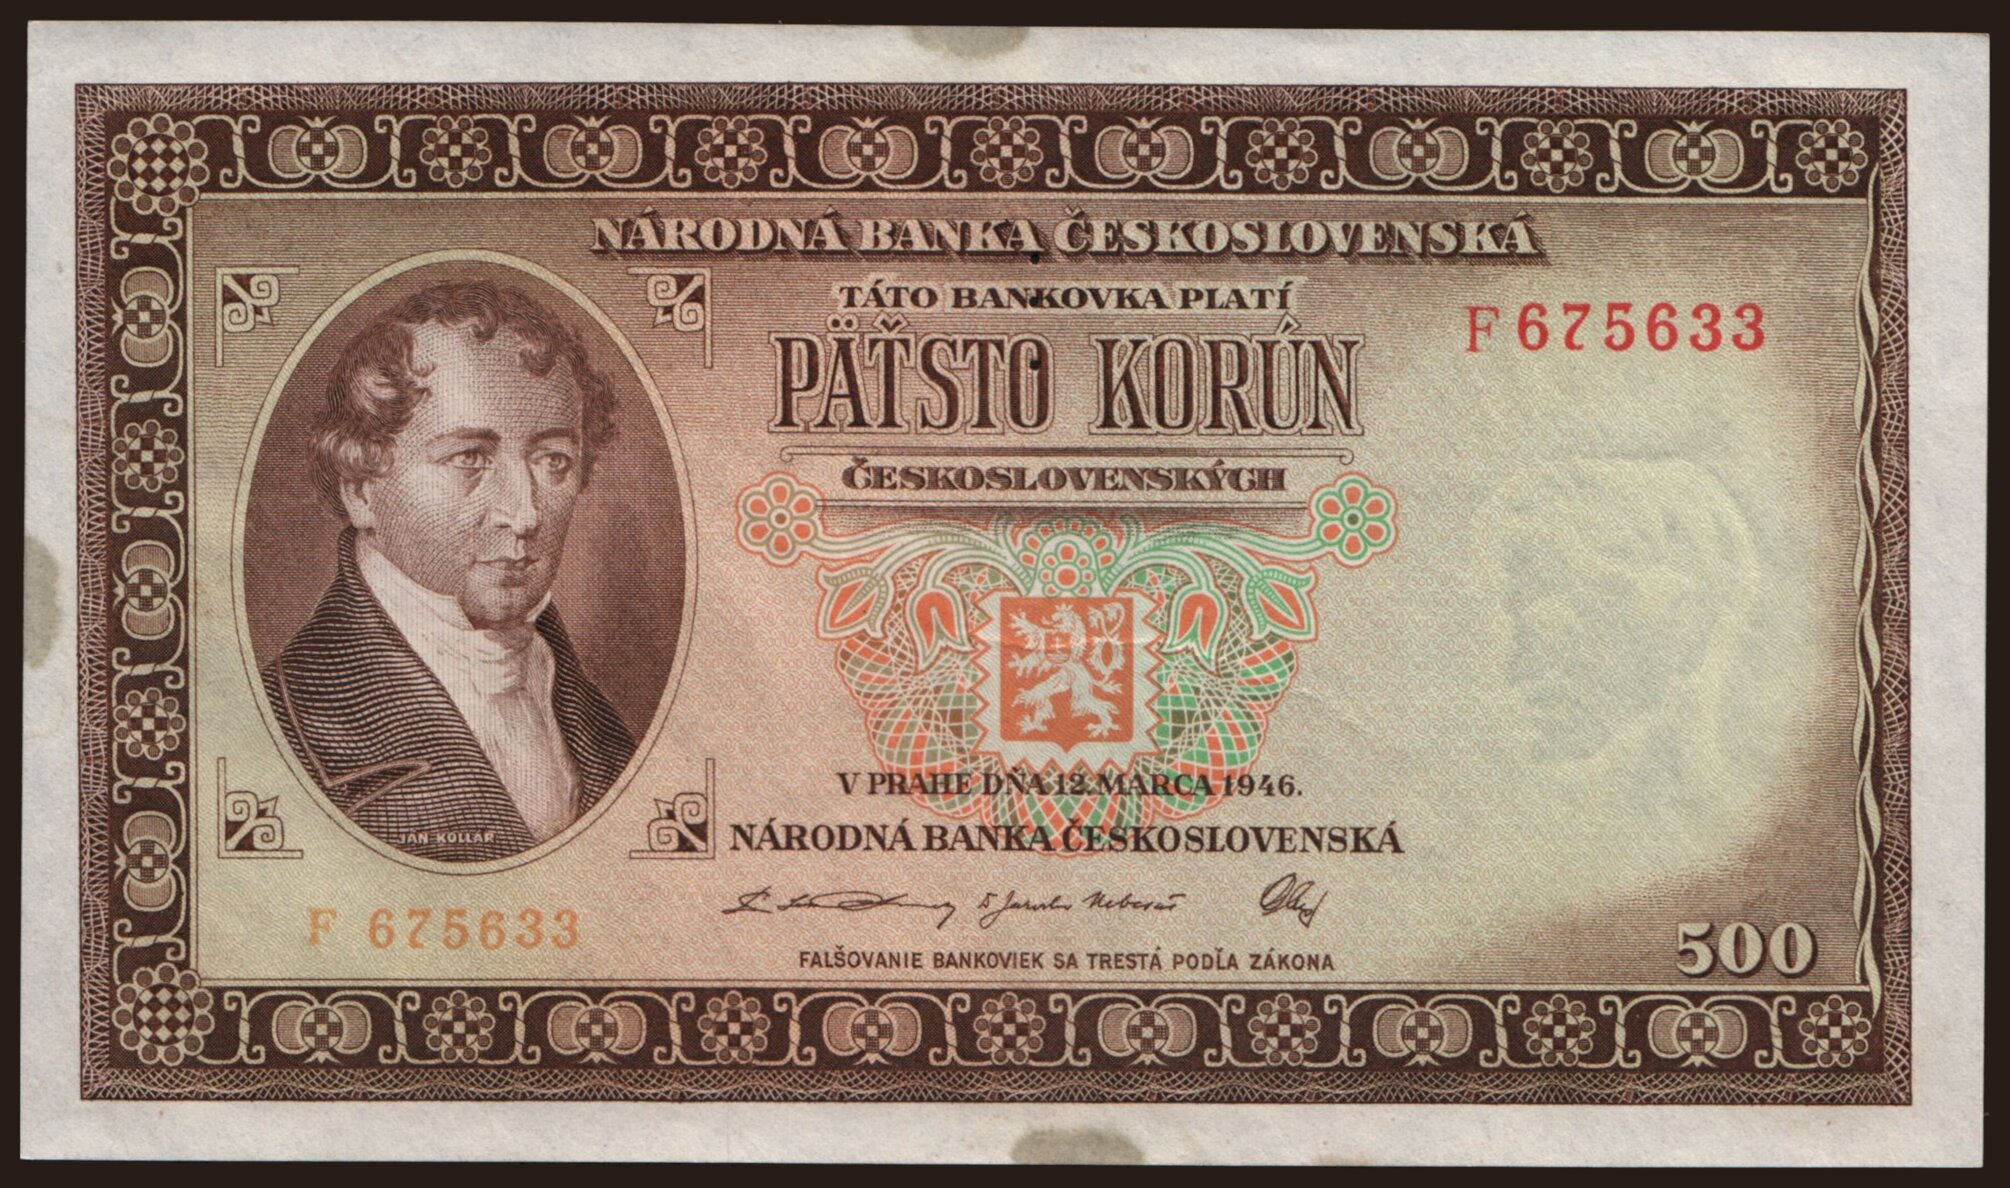 NÁRODNÁ BANKA ČESKOSLOVENSKÁ
TÁTO BANKOVKA PLATÍ
PÄŤSTO KORÚN
ČESKOSLOVENSKÝCH
F 675633
V PRAHE DŇA 12. MARCA 1946.
NÁRODNÁ BANKA ČESKOSLOVENSKÁ
JÁN KOLLÁR
F 675633
FALŠOVANIE BANKOVIEK SA TRESTÁ PODĽA ZÁKONA
500